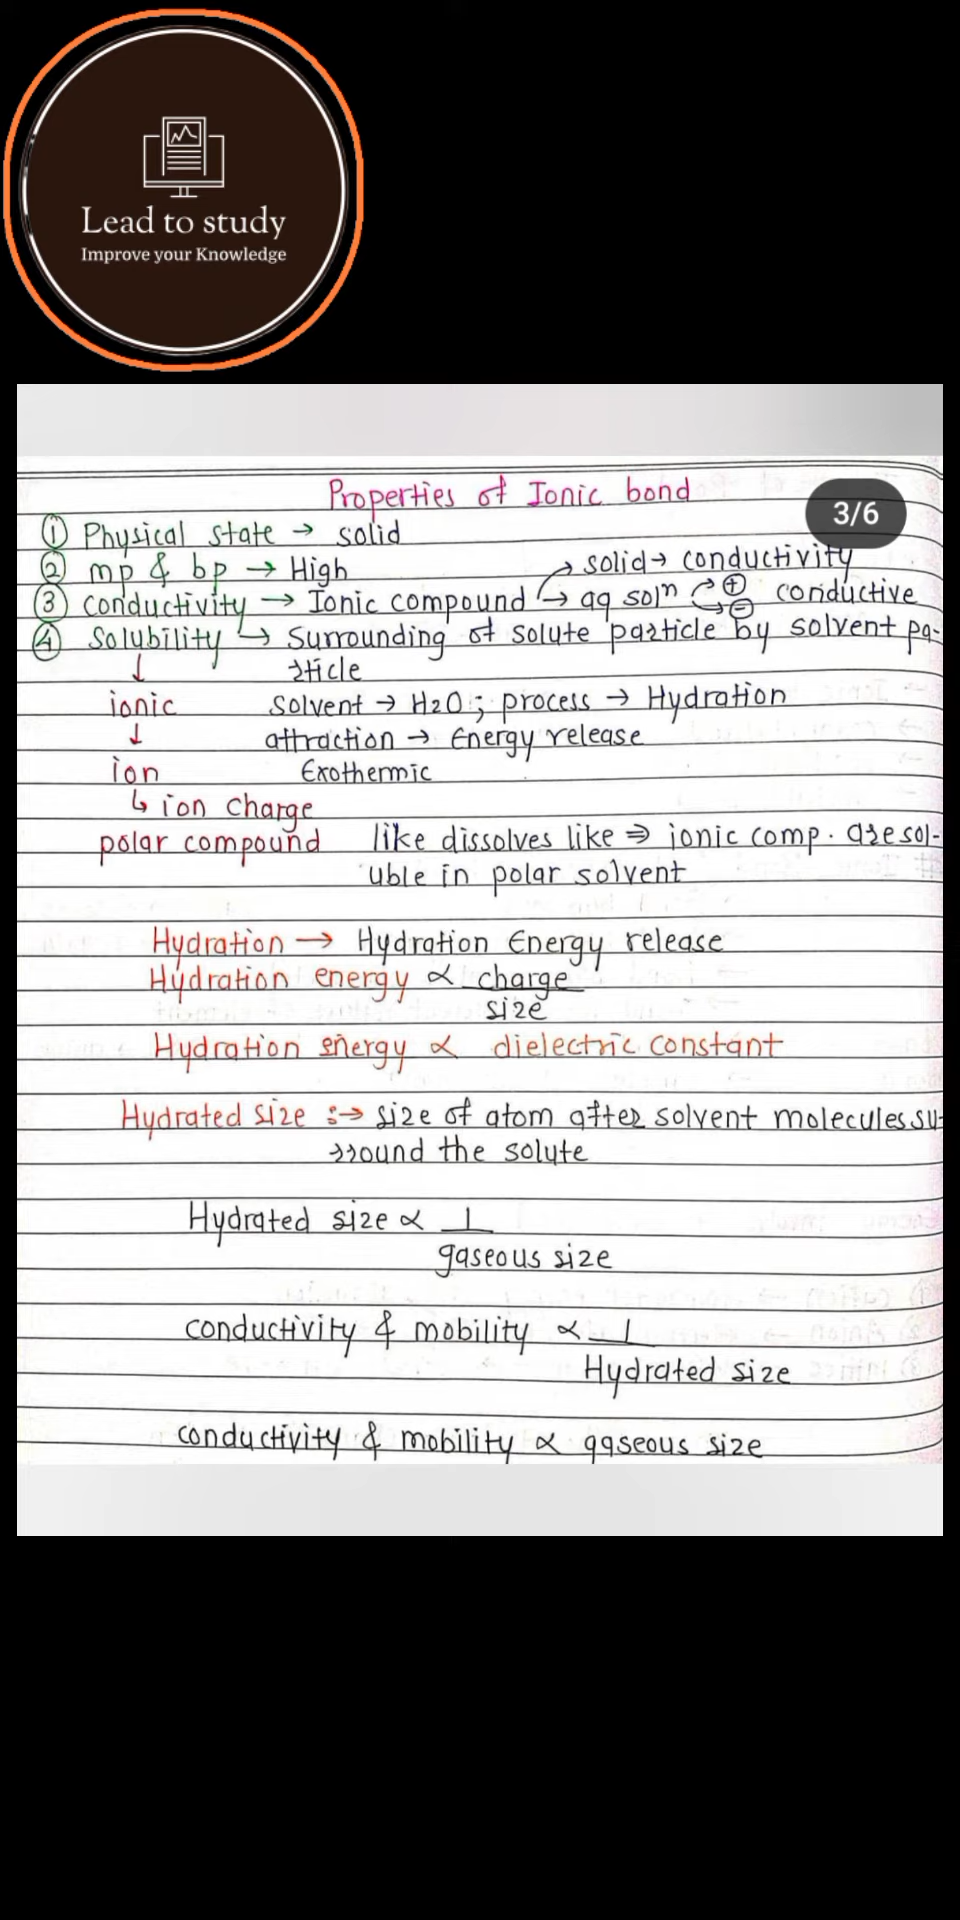 Lead to study
Improve your Knowledge
Properties of Ionic bond
3/6
① Physical state → solid
② mp & bp → High
③ conductivity → Ionic compound → solid → conductivity
→ aq solⁿ → ⊕ → ⊖ conductive
④ Solubility ↳ Surrounding of solute particle by solvent pa-
rticle
↓
ionic solvent → H2O ; process → Hydration
↓ attraction → Energy release
ion Exothermic
↳ ion charge
polar compound like dissolves like ⇒ ionic comp. are sol-
uble in polar solvent
Hydration → Hydration Energy release
Hydration energy ∝ charge
size
Hydration energy ∝ dielectric constant
Hydrated size :→ size of atom after solvent molecules su-
rround the solute
Hydrated size ∝ 1
gaseous size
conductivity & mobility ∝ 1
Hydrated size
conductivity & mobility ∝ gaseous size